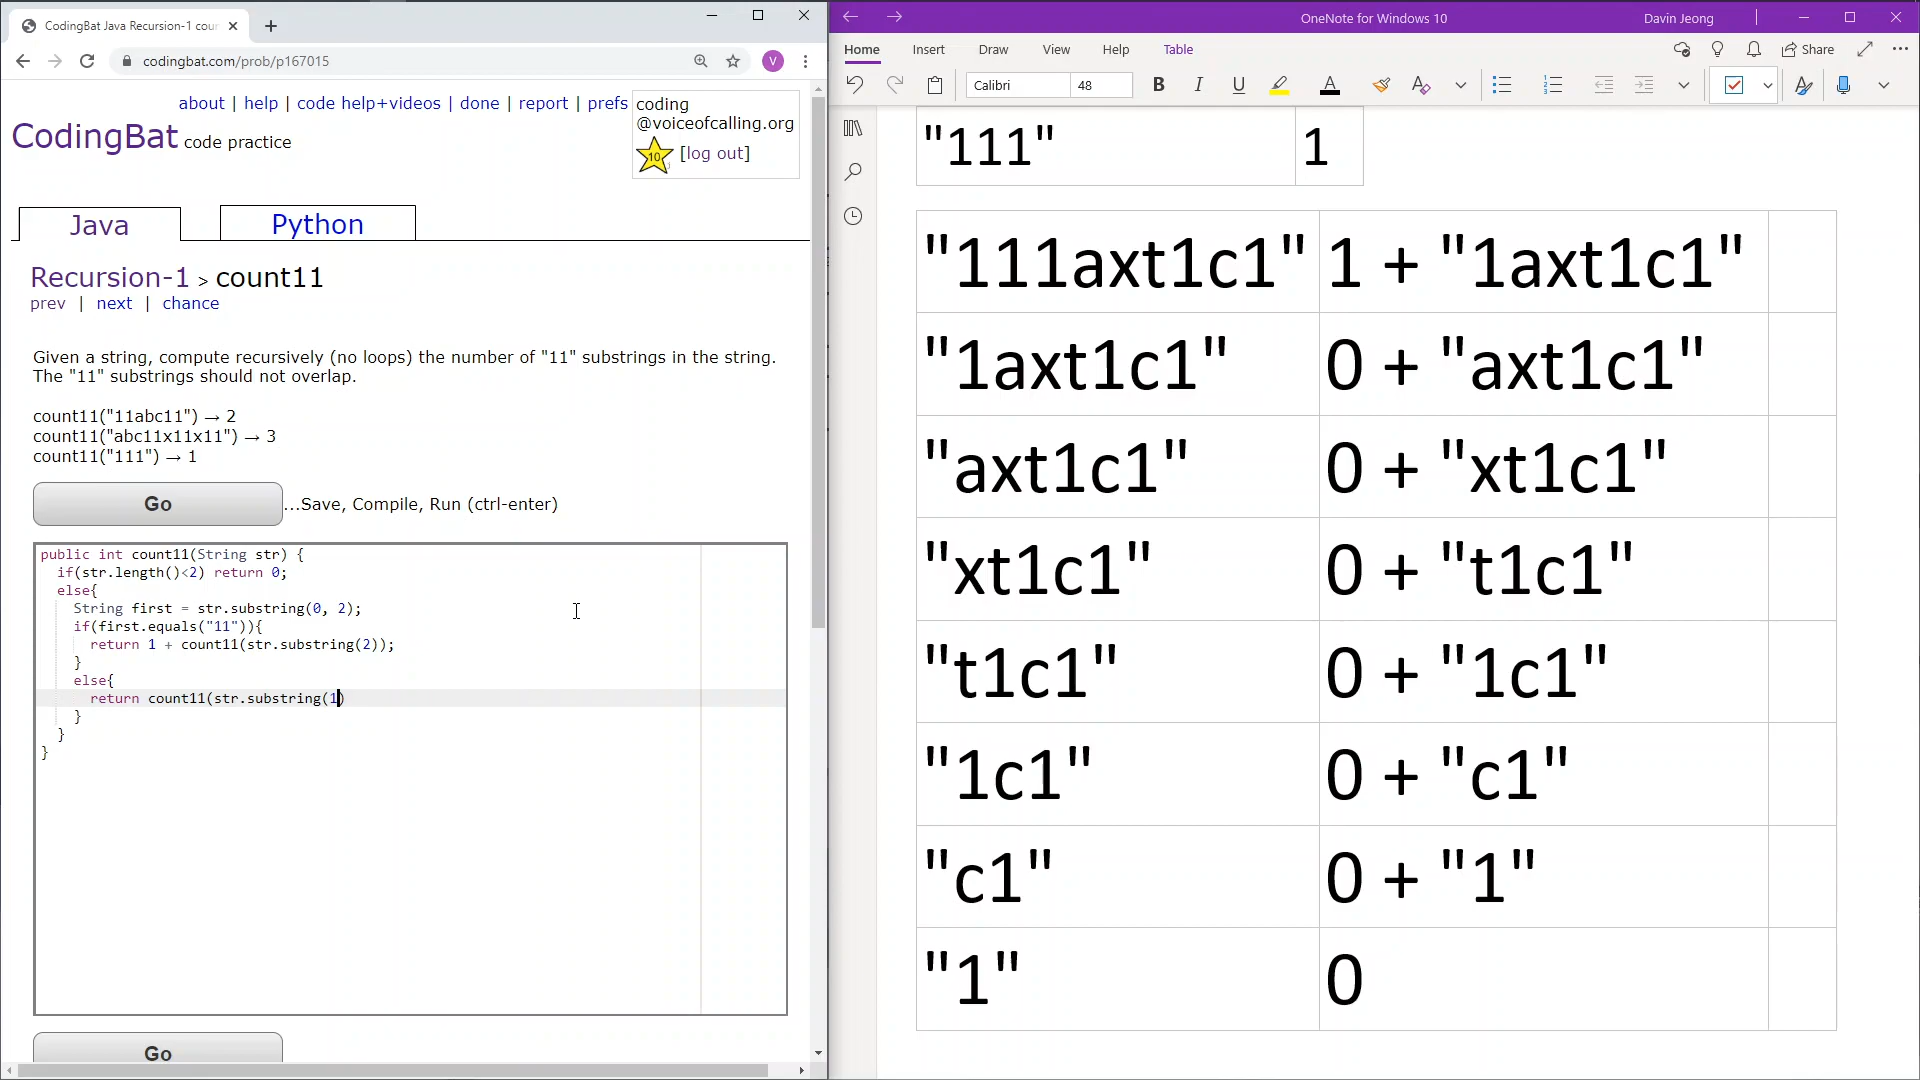 CodingBat Java Recursion-1 cour
codingbat.com/prob/p167015
V
about | help | code help+videos | done | report | prefs
coding
@voiceofcalling.org
10 [log out]
CodingBat code practice
Java
Python
Recursion-1 > count11
prev | next | chance
Given a string, compute recursively (no loops) the number of "11" substrings in the string.
The "11" substrings should not overlap.
count11("11abc11") → 2
count11("abc11x11x11") → 3
count11("111") → 1
Go ...Save, Compile, Run (ctrl-enter)
public int count11(String str) {
if(str.length()<2) return 0;
else{
String first = str.substring(0, 2);
if(first.equals("11")){
return 1 + count11(str.substring(2));
}
else{
return count11(str.substring(1)
}
}
}
Go
OneNote for Windows 10
Davin Jeong
Home Insert Draw View Help Table Share
Calibri 48 B I U A
"111" 1
"111axt1c1" 1 + "1axt1c1"
"1axt1c1" 0 + "axt1c1"
"axt1c1" 0 + "xt1c1"
"xt1c1" 0 + "t1c1"
"t1c1" 0 + "1c1"
"1c1" 0 + "c1"
"c1" 0 + "1"
"1" 0